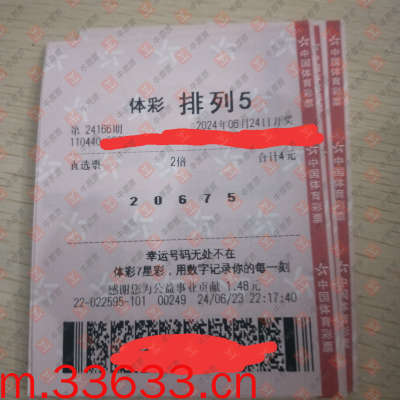 体彩 排列5
第 24166期 2024年06月24日开奖
110440
直选票 2倍 合计4元
2 0 6 7 5
幸运号码无处不在
体彩7星彩，用数字记录你的每一刻
感谢您为公益事业贡献 1.48元
22-022595-101 00249 24/06/23 22:17:40
中国体育彩票
中国体育彩票
中国体育彩票
m.33633.cn